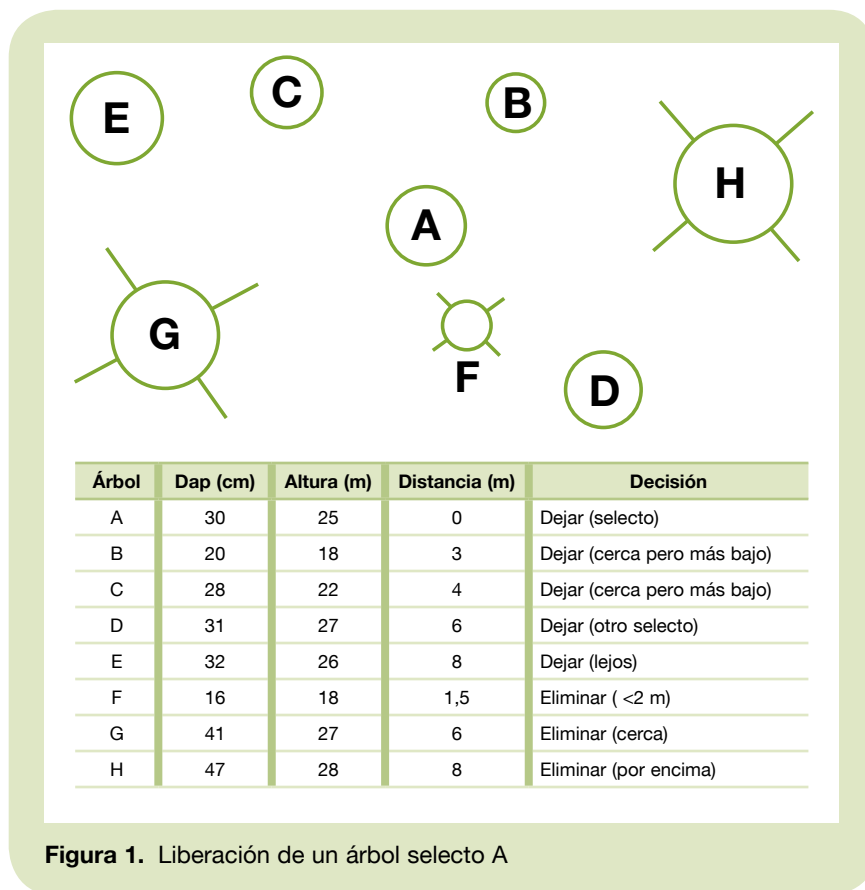 E
C
B
H
A
G
F
D
Árbol Dap (cm) Altura (m) Distancia (m) Decisión
A 30 25 0 Dejar (selecto)
B 20 18 3 Dejar (cerca pero más bajo)
C 28 22 4 Dejar (cerca pero más bajo)
D 31 27 6 Dejar (otro selecto)
E 32 26 8 Dejar (lejos)
F 16 18 1,5 Eliminar ( <2 m)
G 41 27 6 Eliminar (cerca)
H 47 28 8 Eliminar (por encima)
Figura 1. Liberación de un árbol selecto A